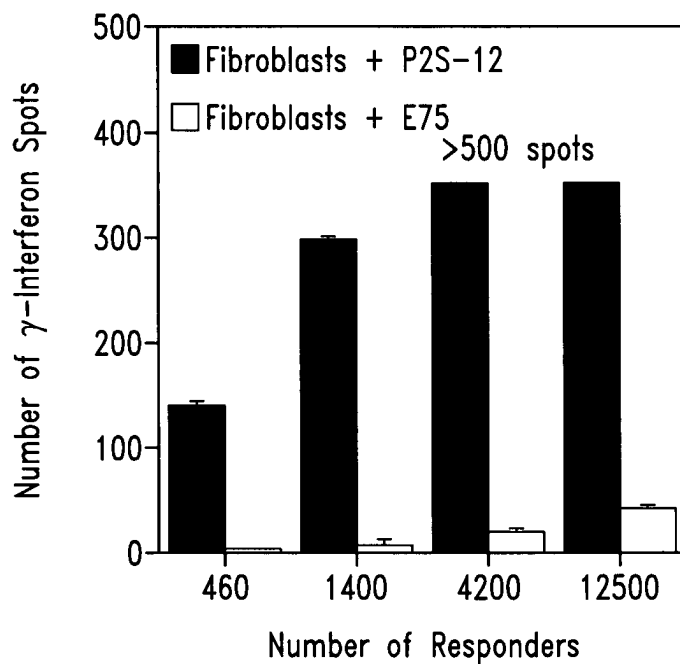 500
400
300
200
100
0
Number of γ-Interferon Spots
Fibroblasts + P2S-12
Fibroblasts + E75
>500 spots
460 1400 4200 12500
Number of Responders